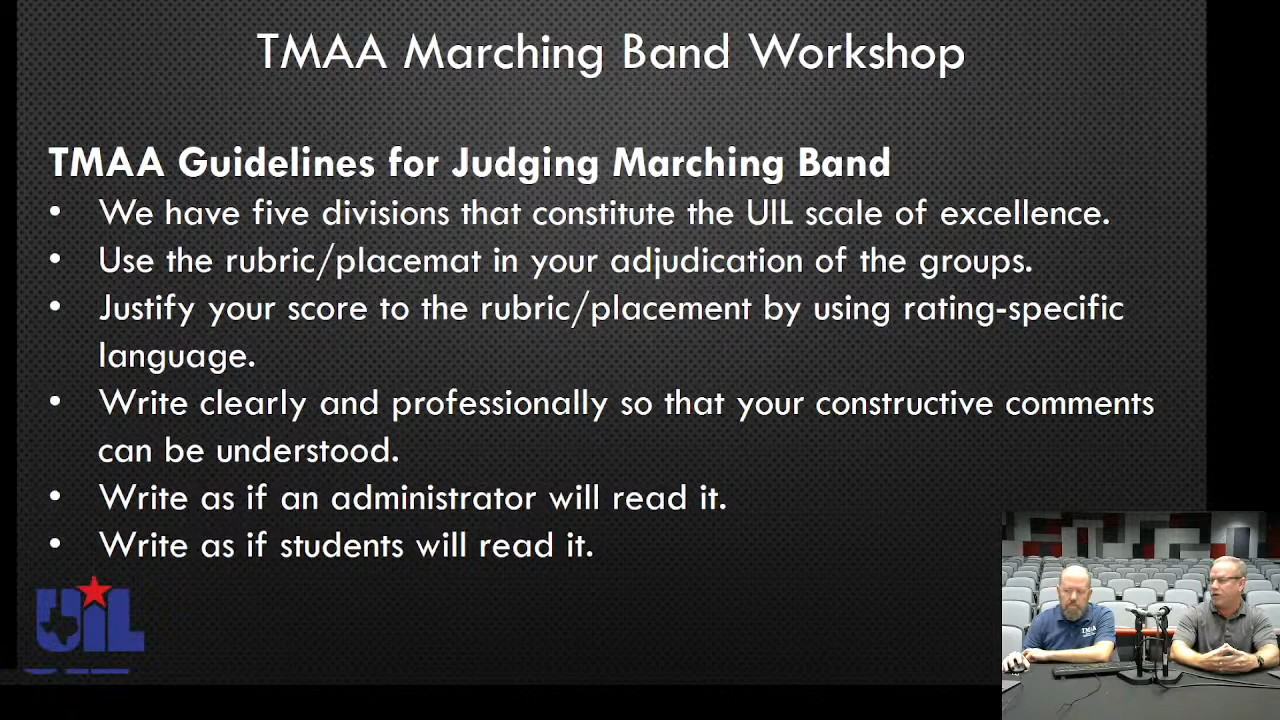 TMAA Marching Band Workshop
TMAA Guidelines for Judging Marching Band
• We have five divisions that constitute the UIL scale of excellence.
• Use the rubric/placemat in your adjudication of the groups.
• Justify your score to the rubric/placement by using rating-specific
language.
• Write clearly and professionally so that your constructive comments
can be understood.
• Write as if an administrator will read it.
• Write as if students will read it.
UIL
TMAA